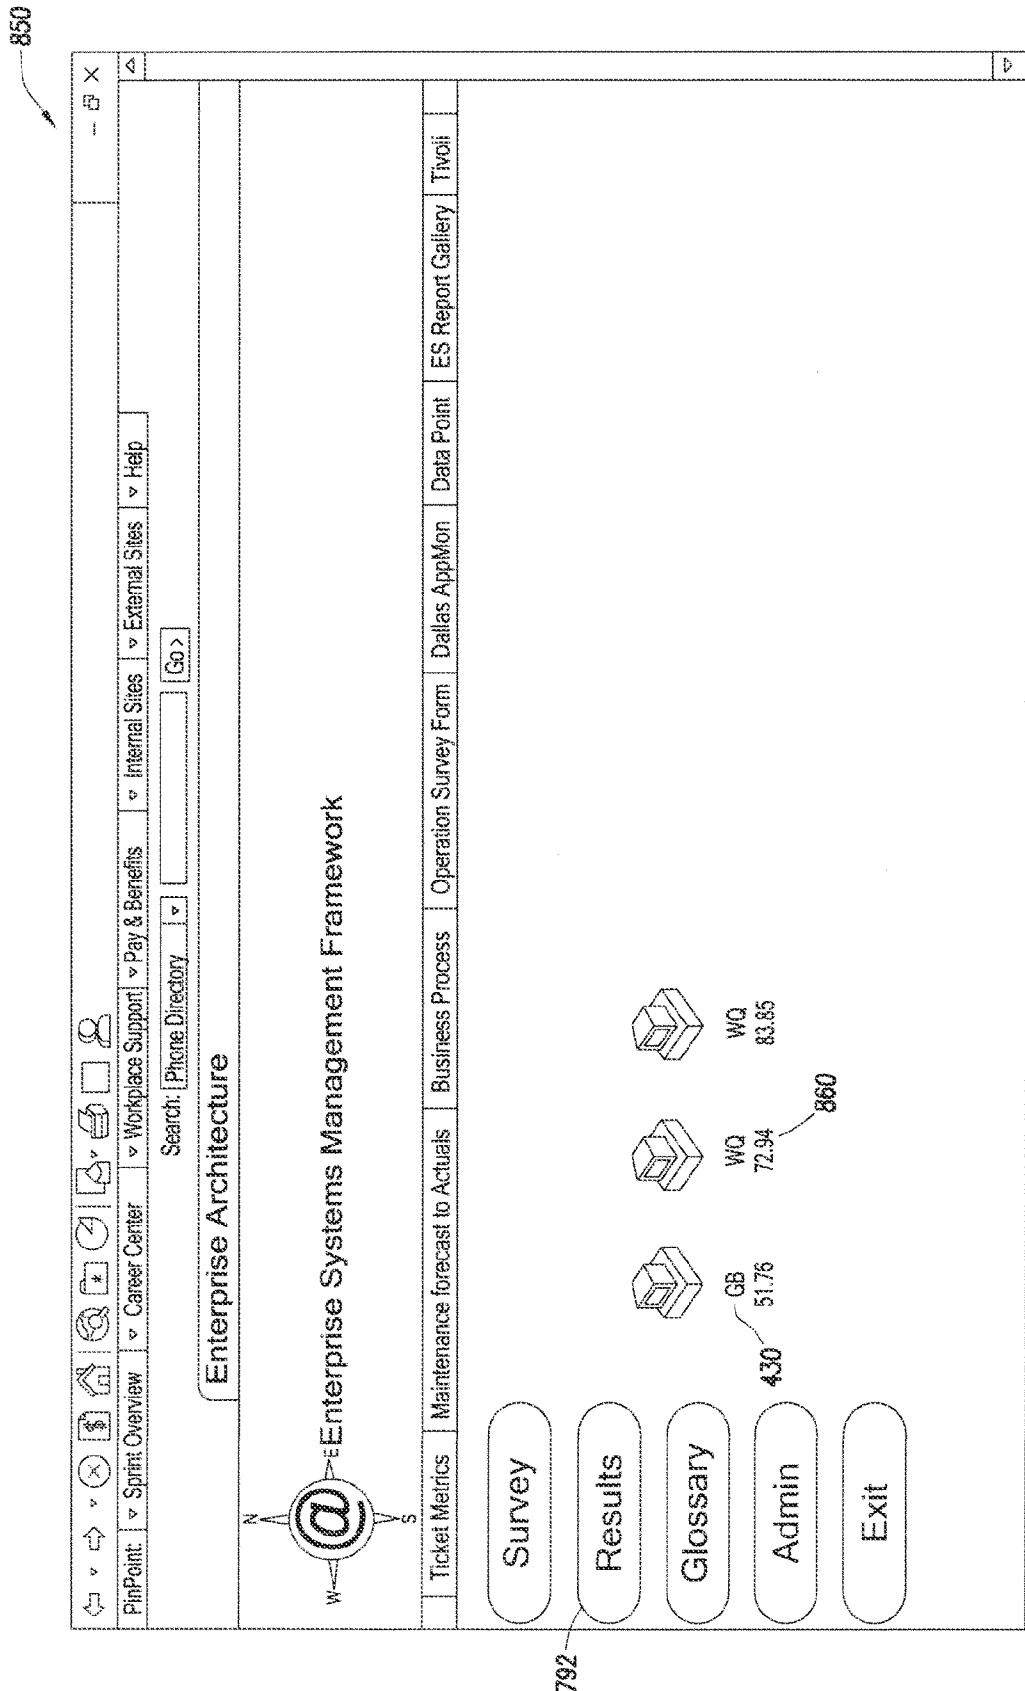 850
PinPoint. Sprint Overview Career Center Workplace Support Pay & Benefits Internal Sites External Sites Help
Search: Phone Directory Go >
Enterprise Architecture
N
W @ E Enterprise Systems Management Framework
S
Ticket Metrics Maintenance forecast to Actuals Business Process Operation Survey Form Dallas AppMon Data Point ES Report Gallery Tivoli
Survey
792 Results
Glossary
Admin
Exit
GB WQ WQ
51.76 72.94 83.85
430 860